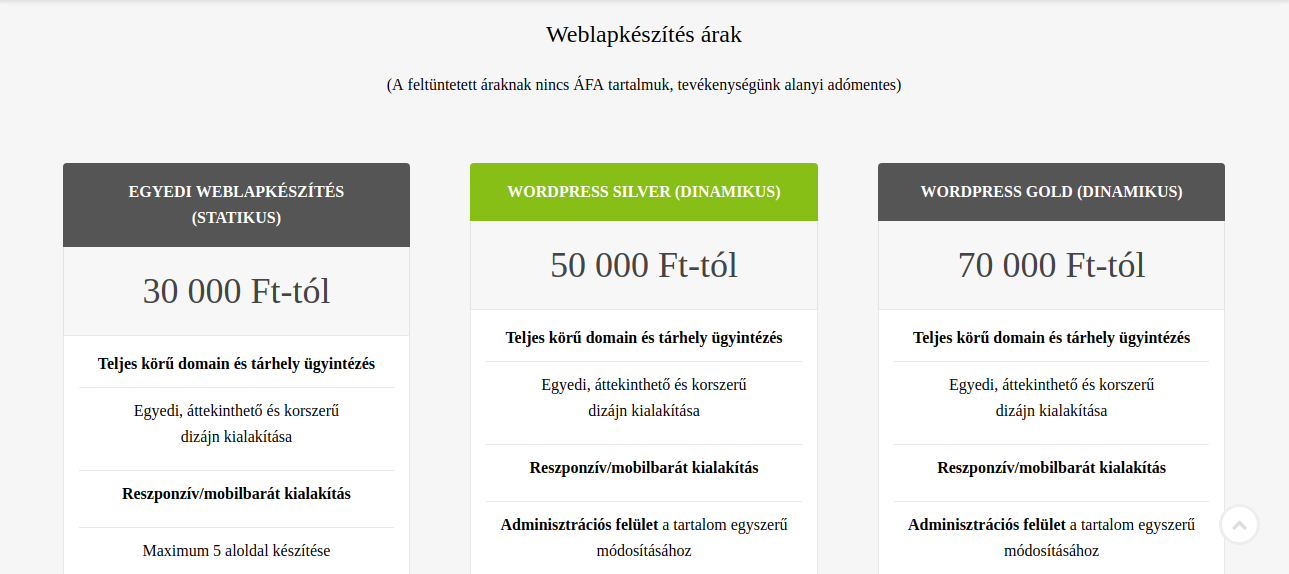 Weblapkészítés árak
(A feltüntetett áraknak nincs ÁFA tartalmuk, tevékenységünk alanyi adómentes)
EGYEDI WEBLAPKÉSZÍTÉS
(STATIKUS)
30 000 Ft-tól
Teljes körű domain és tárhely ügyintézés
Egyedi, áttekinthető és korszerű
dizájn kialakítása
Reszponzív/mobilbarát kialakítás
Maximum 5 aloldal készítése
WORDPRESS SILVER (DINAMIKUS)
50 000 Ft-tól
Teljes körű domain és tárhely ügyintézés
Egyedi, áttekinthető és korszerű
dizájn kialakítása
Reszponzív/mobilbarát kialakítás
Adminisztrációs felület a tartalom egyszerű
módosításához
WORDPRESS GOLD (DINAMIKUS)
70 000 Ft-tól
Teljes körű domain és tárhely ügyintézés
Egyedi, áttekinthető és korszerű
dizájn kialakítása
Reszponzív/mobilbarát kialakítás
Adminisztrációs felület a tartalom egyszerű
módosításához